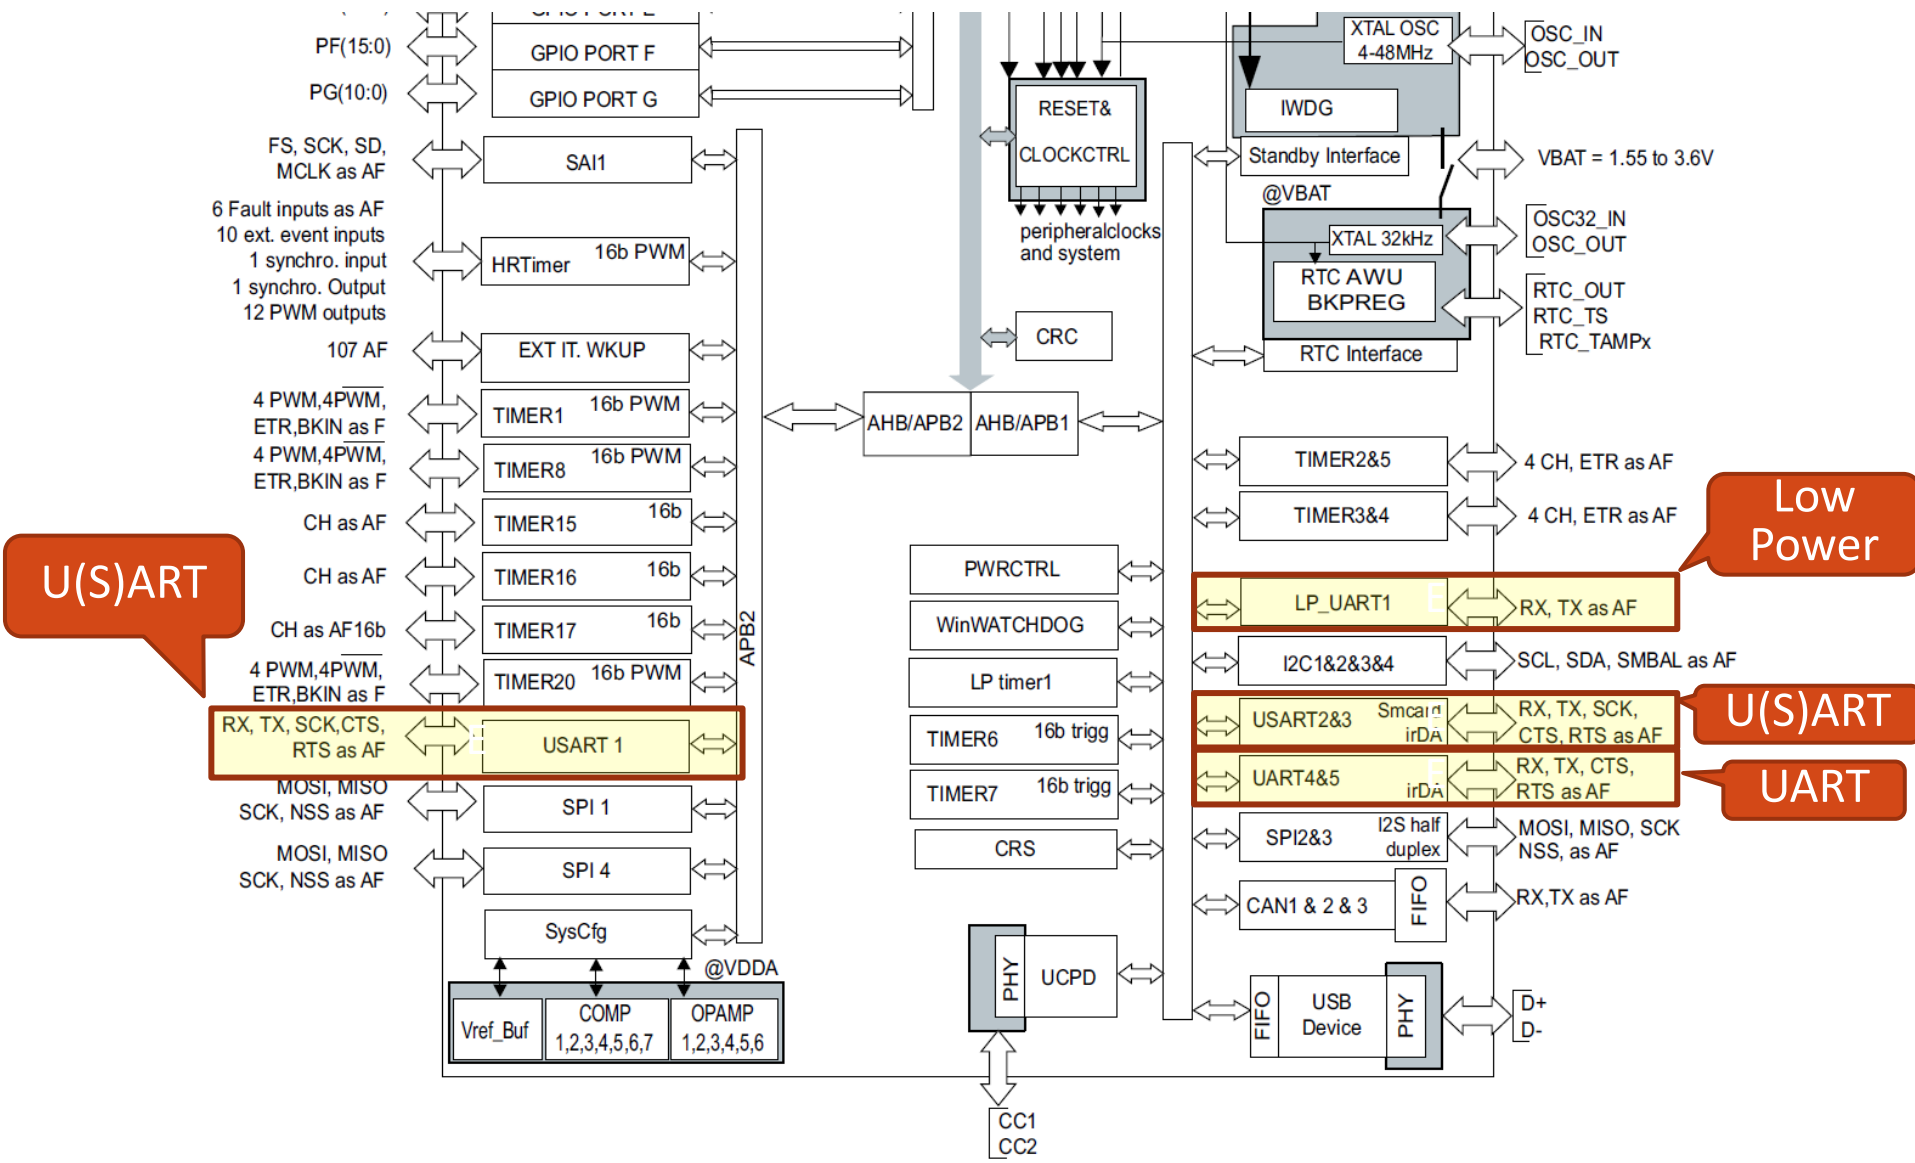 PF(15:0)
GPIO PORT F
PG(10:0)
GPIO PORT G
FS, SCK, SD,
MCLK as AF
SAI1
6 Fault inputs as AF
10 ext. event inputs
1 synchro. input
1 synchro. Output
12 PWM outputs
HRTimer
16b PWM
107 AF
EXT IT. WKUP
4 PWM,4PWM,
ETR,BKIN as F
TIMER1
16b PWM
4 PWM,4PWM,
ETR,BKIN as F
TIMER8
16b PWM
CH as AF
TIMER15
16b
U(S)ART
CH as AF
TIMER16
16b
CH as AF16b
TIMER17
16b
4 PWM,4PWM,
ETR,BKIN as F
TIMER20
16b PWM
RX, TX, SCK,CTS,
RTS as AF
USART 1
MOSI, MISO
SCK, NSS as AF
SPI 1
MOSI, MISO
SCK, NSS as AF
SPI 4
SysCfg
@VDDA
Vref_Buf
COMP
1,2,3,4,5,6,7
OPAMP
1,2,3,4,5,6
APB2
RESET&
CLOCKCTRL
peripheralclocks
and system
CRC
AHB/APB2
AHB/APB1
PWRCTRL
WinWATCHDOG
LP timer1
TIMER6
16b trigg
TIMER7
16b trigg
CRS
PHY
UCPD
CC1
CC2
XTAL OSC
4-48MHz
OSC_IN
OSC_OUT
IWDG
Standby Interface
VBAT = 1.55 to 3.6V
@VBAT
XTAL 32kHz
OSC32_IN
OSC_OUT
RTC AWU
BKPREG
RTC_OUT
RTC_TS
RTC_TAMPx
RTC Interface
TIMER2&5
4 CH, ETR as AF
TIMER3&4
4 CH, ETR as AF
Low
Power
LP_UART1
RX, TX as AF
I2C1&2&3&4
SCL, SDA, SMBAL as AF
USART2&3
Smcard
irDA
RX, TX, SCK,
CTS, RTS as AF
U(S)ART
UART4&5
irDA
RX, TX, CTS,
RTS as AF
UART
SPI2&3
I2S half
duplex
MOSI, MISO, SCK
NSS, as AF
CAN1 & 2 & 3
FIFO
RX,TX as AF
FIFO
USB
Device
PHY
D+
D-